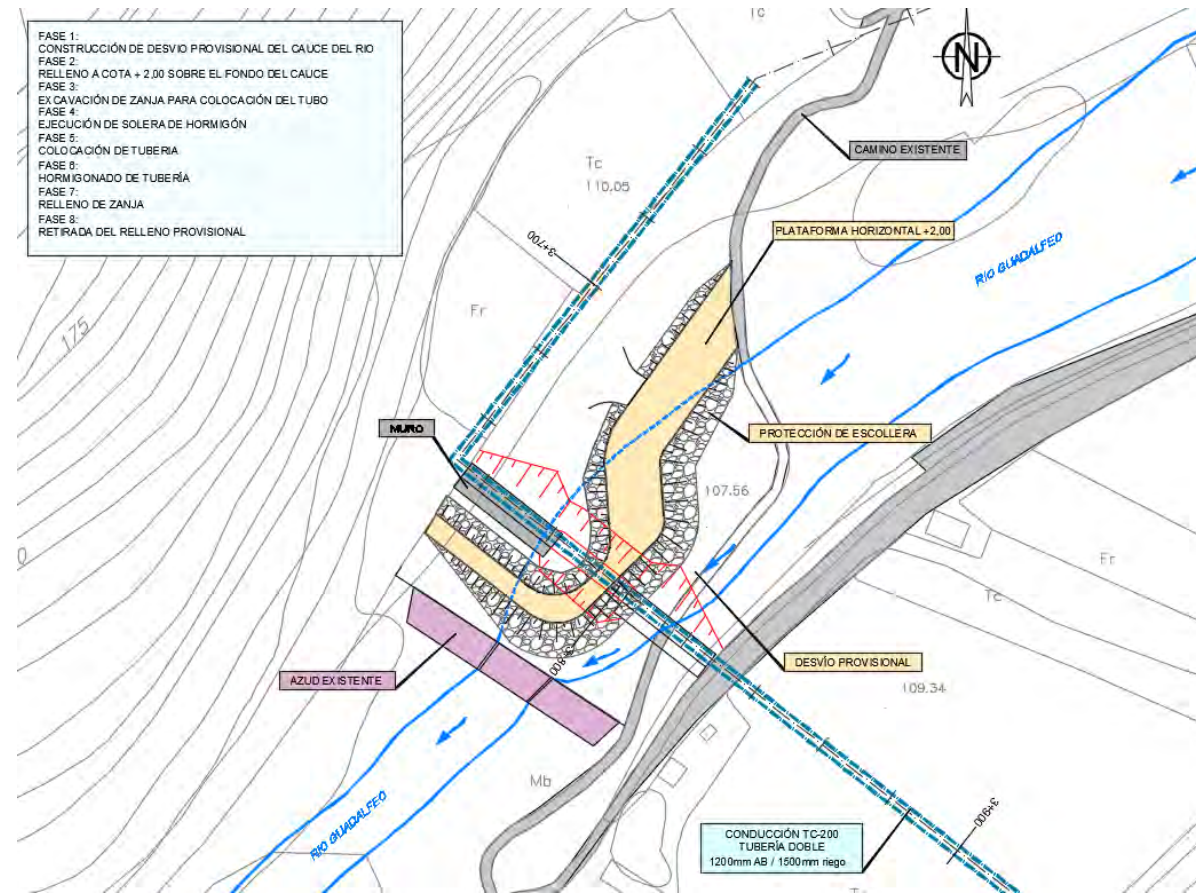 FASE 1:
CONSTRUCCIÓN DE DESVIO PROVISIONAL DEL CAUCE DEL RIO
FASE 2:
RELLENO A COTA + 2,00 SOBRE EL FONDO DEL CAUCE
FASE 3:
EXCAVACIÓN DE ZANJA PARA COLOCACIÓN DEL TUBO
FASE 4:
EJECUCIÓN DE SOLERA DE HORMIGÓN
FASE 5:
COLOCACIÓN DE TUBERIA
FASE 6:
HORMIGONADO DE TUBERÍA
FASE 7:
RELLENO DE ZANJA
FASE 8:
RETIRADA DEL RELLENO PROVISIONAL
Tc
N
CAMINO EXISTENTE
Tc
110.05
PLATAFORMA HORIZONTAL +2,00
3+700
RIO GUADALFEO
Fr
175
MURO
PROTECCIÓN DE ESCOLLERA
107.56
0
Fr
Tc
3+800
DESVÍO PROVISIONAL
AZUD EXISTENTE
109.34
Mb
RIO GUADALFEO
3+900
CONDUCCIÓN TC-200
TUBERÍA DOBLE
1200mm AB / 1500mm riego